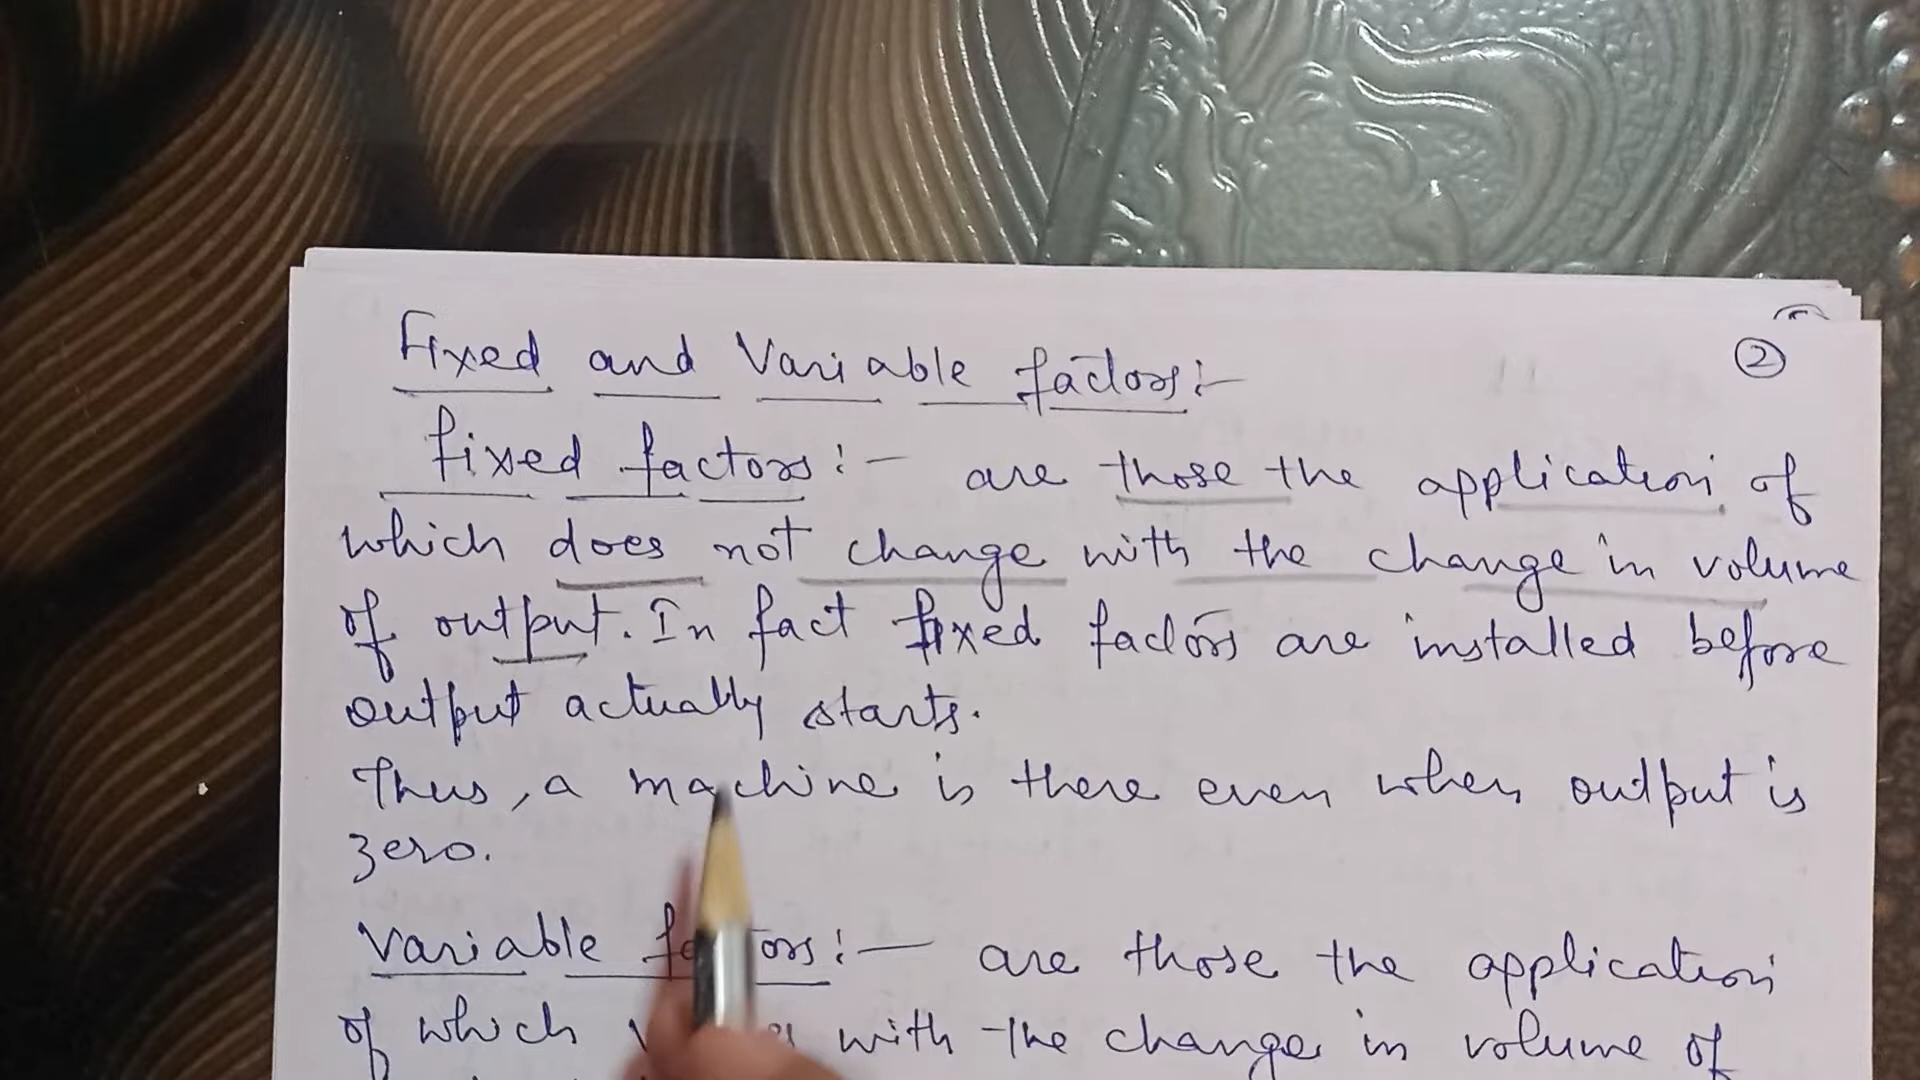 Fixed and Variable factors:-
②
fixed factors:- are those the application of
which does not change with the change in volume
of output. In fact fixed factors are installed before
output actually starts.
Thus, a machine is there even when output is
zero.
Variable factors:- are those the application
of which with the change in volume of